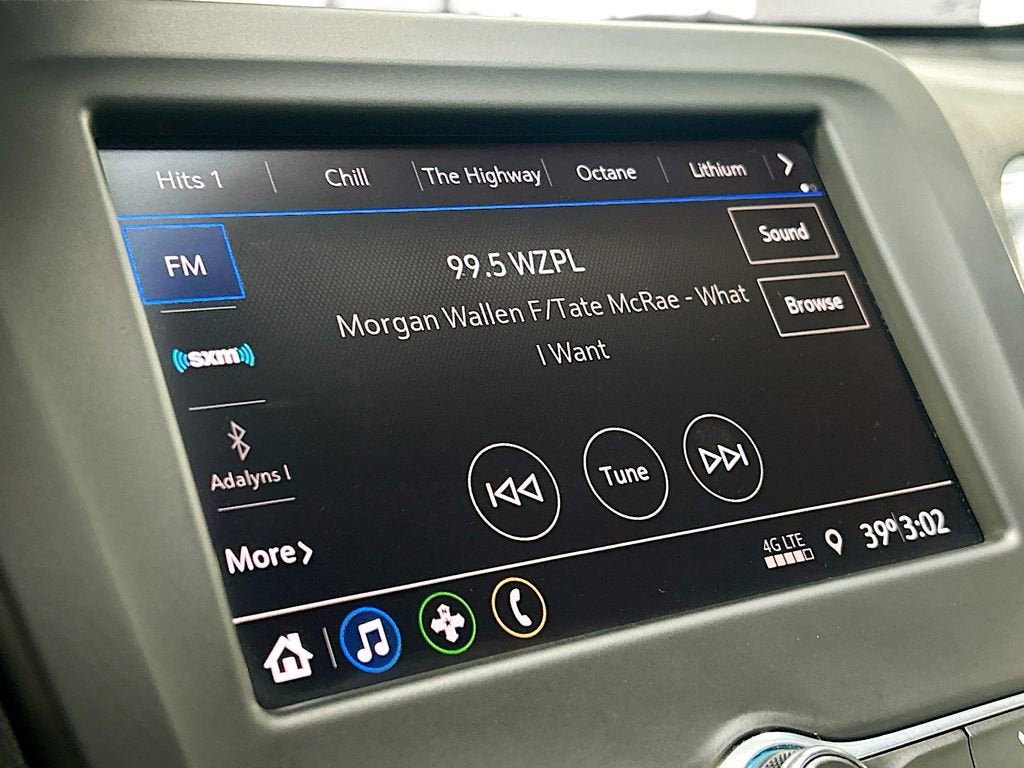 Hits 1 Chill The Highway Octane Lithium
FM
99.5 WZPL
Sound
Morgan Wallen F/Tate McRae - What
I Want
Browse
sxm
Adalyns I
Tune
More
4G LTE
39° 3:02
N